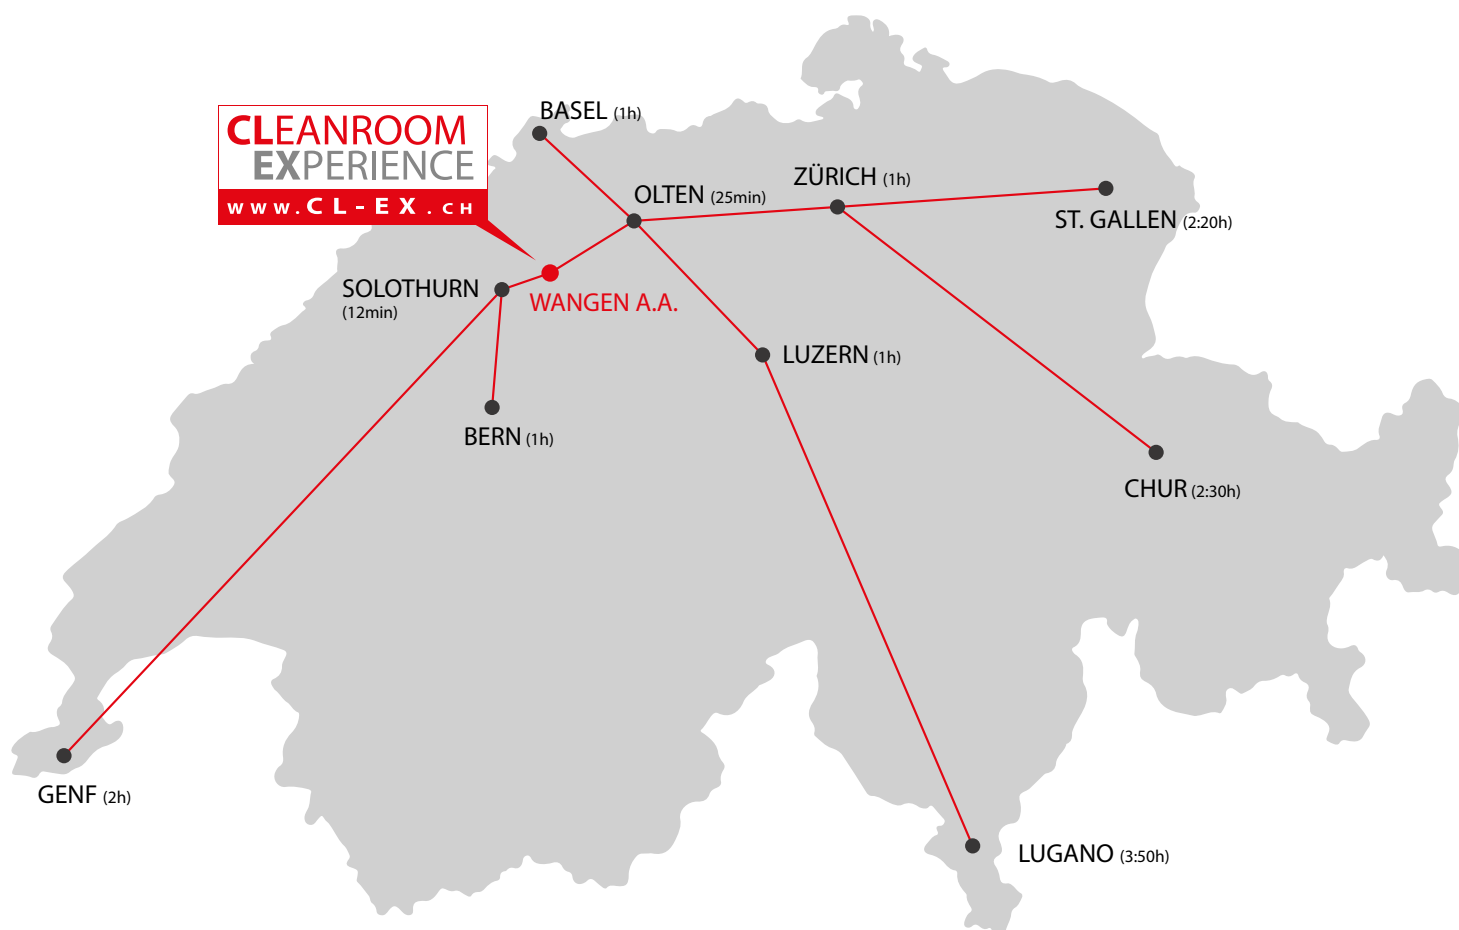 BASEL (1h)
CLEANROOM
EXPERIENCE
www.CL-EX.CH
ZÜRICH (1h)
OLTEN (25min)
ST. GALLEN (2:20h)
SOLOTHURN
(12min)
WANGEN A.A.
LUZERN (1h)
BERN (1h)
CHUR (2:30h)
GENF (2h)
LUGANO (3:50h)